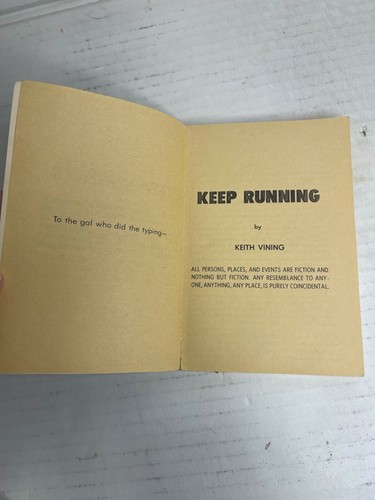 To the gal who did the typing—
KEEP RUNNING
by
KEITH VINING
ALL PERSONS, PLACES, AND EVENTS ARE FICTION AND
NOTHING BUT FICTION. ANY RESEMBLANCE TO ANY-
ONE, ANYTHING, ANY PLACE, IS PURELY COINCIDENTAL.